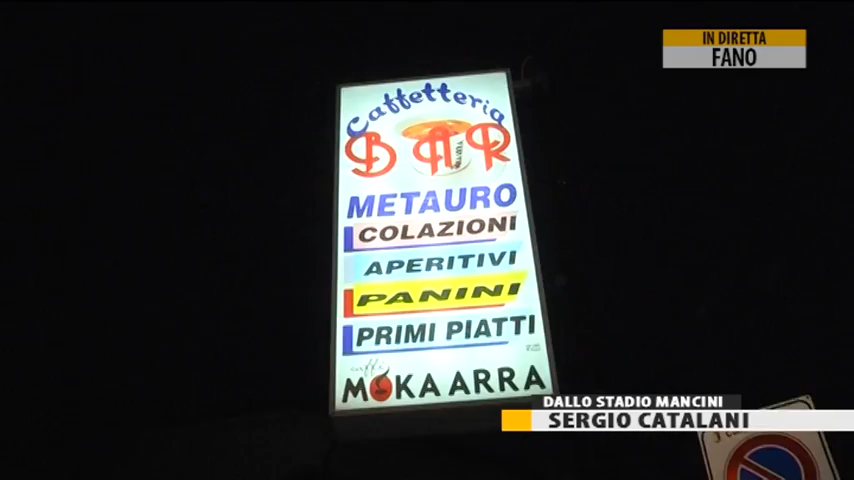 IN DIRETTA
FANO
Caffetteria
BAR
METAURO
COLAZIONI
APERITIVI
PANINI
PRIMI PIATTI
caffè
MOKA ARRA
DALLO STADIO MANCINI
SERGIO CATALANI